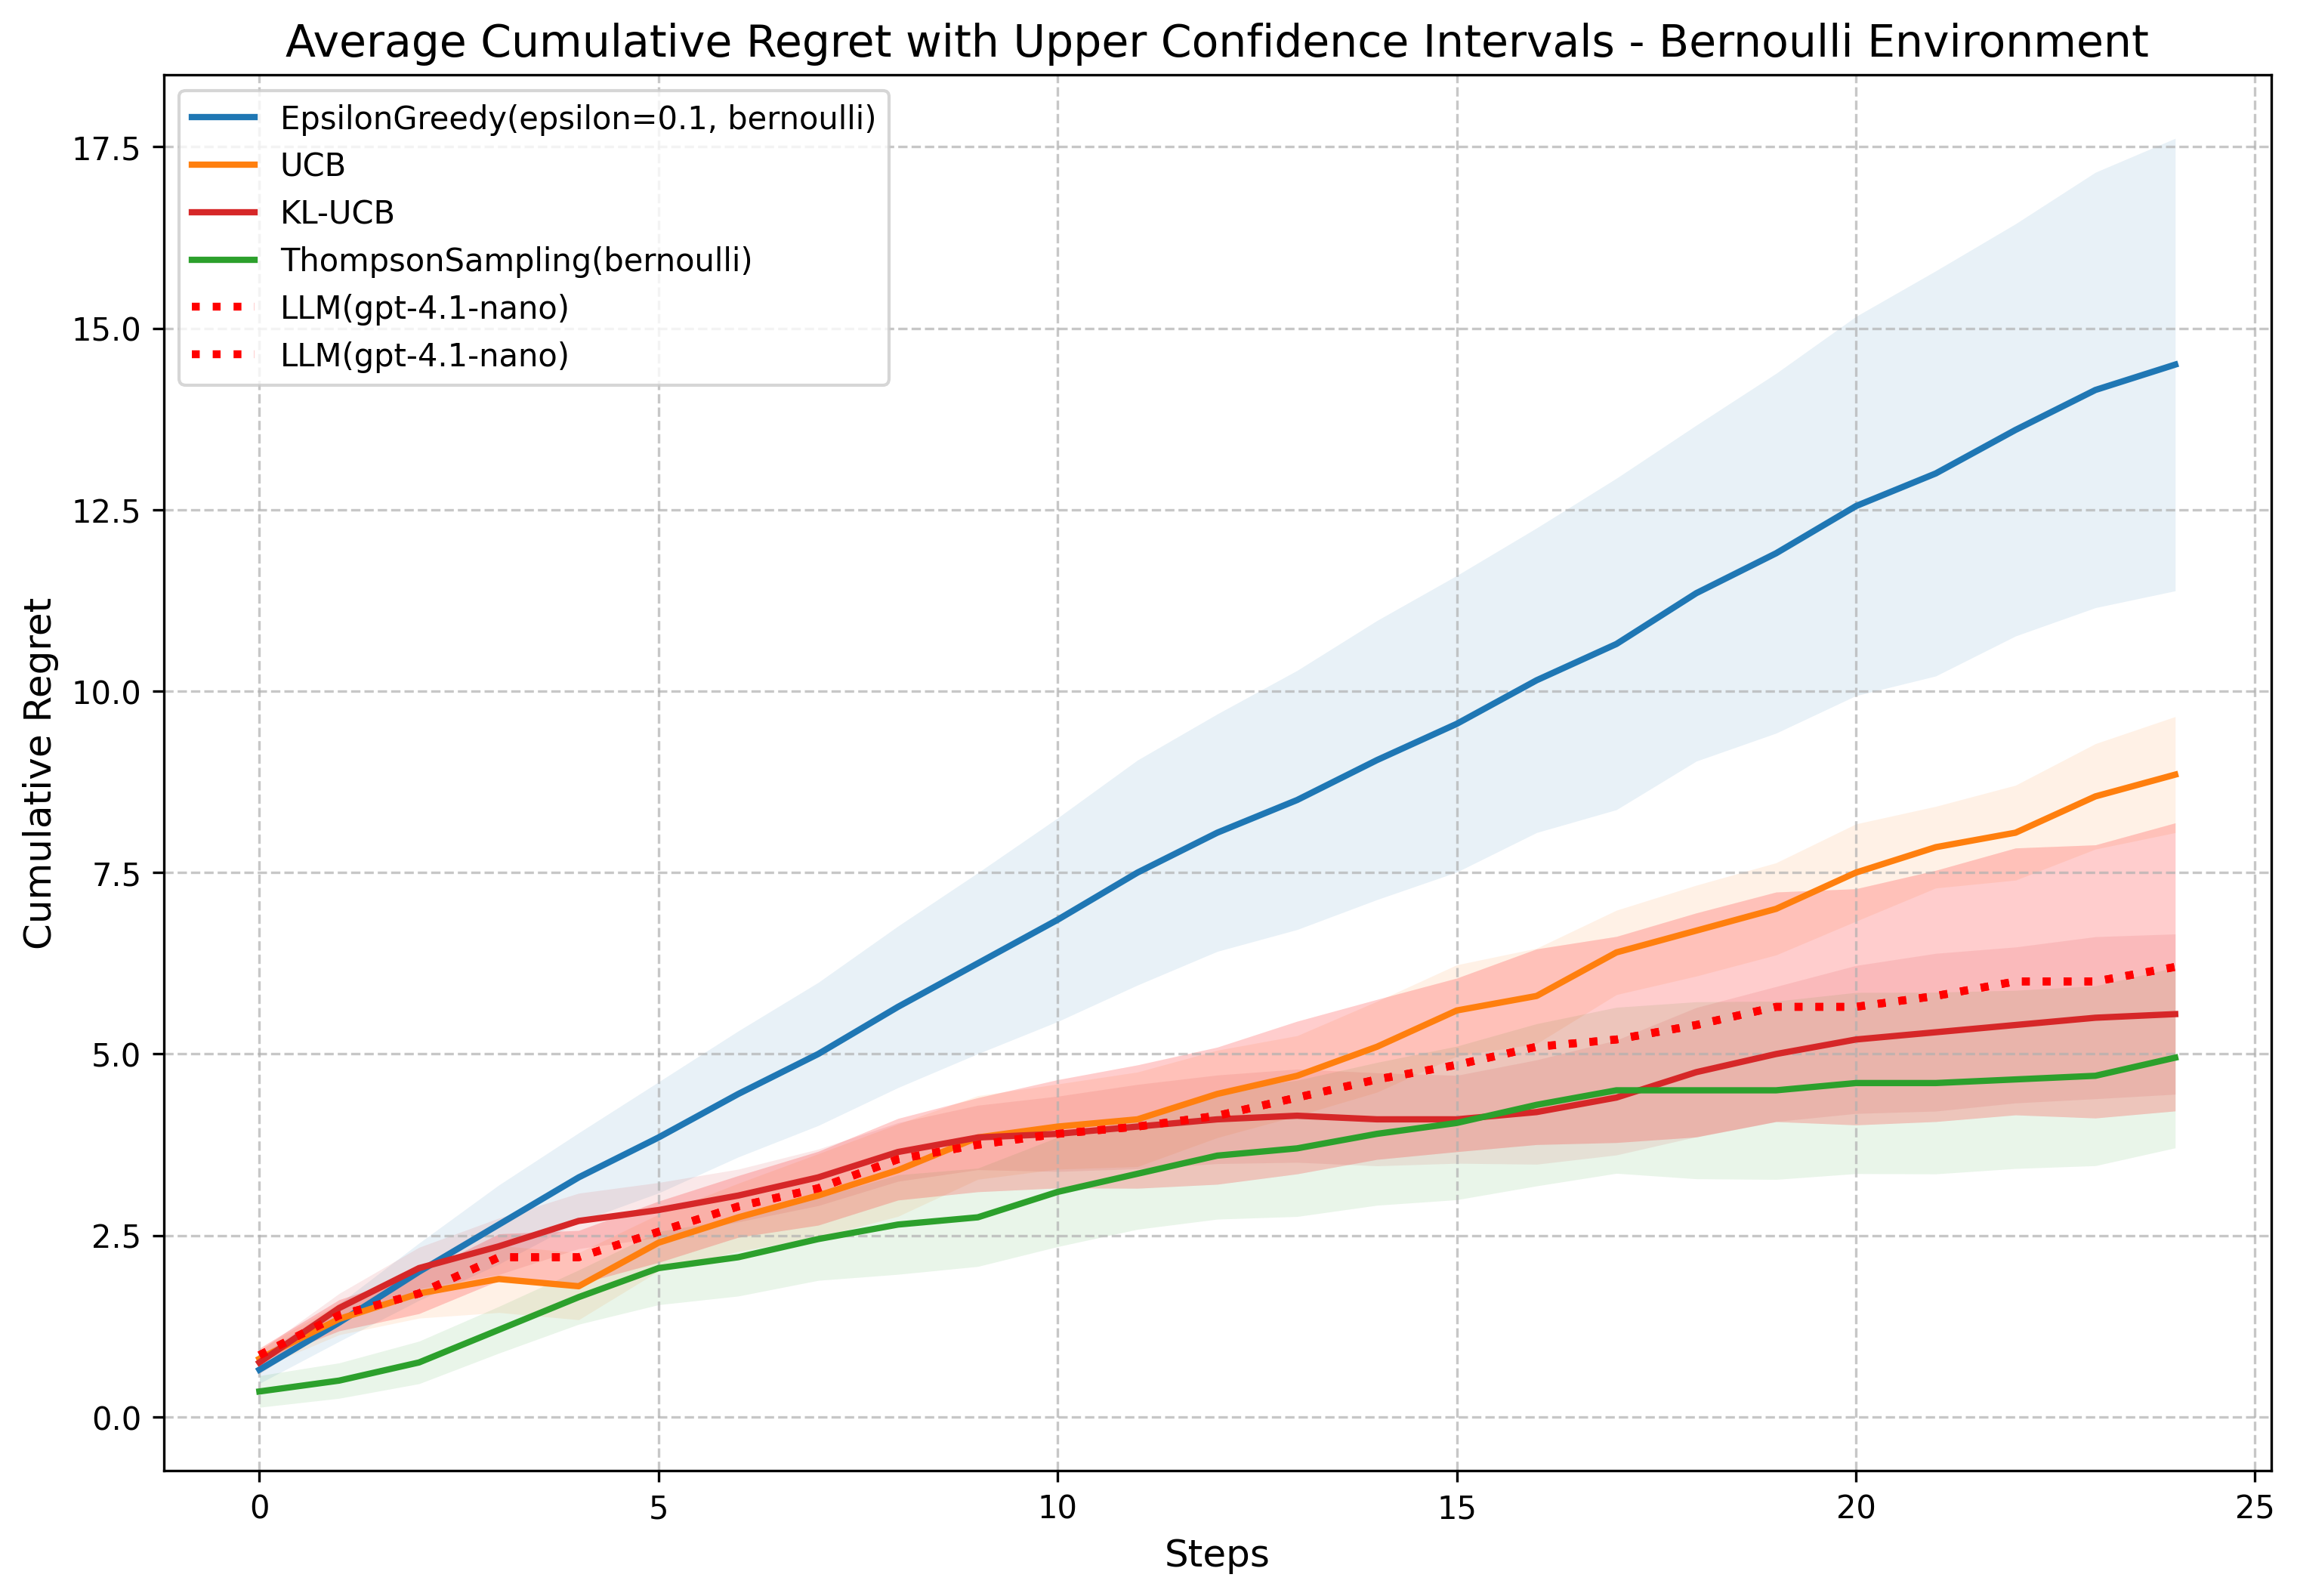 Average Cumulative Regret with Upper Confidence Intervals - Bernoulli Environment
EpsilonGreedy(epsilon=0.1, bernoulli)
UCB
KL-UCB
ThompsonSampling(bernoulli)
LLM(gpt-4.1-nano)
LLM(gpt-4.1-nano)
Cumulative Regret
17.5
15.0
12.5
10.0
7.5
5.0
2.5
0.0
0
5
10
15
20
25
Steps